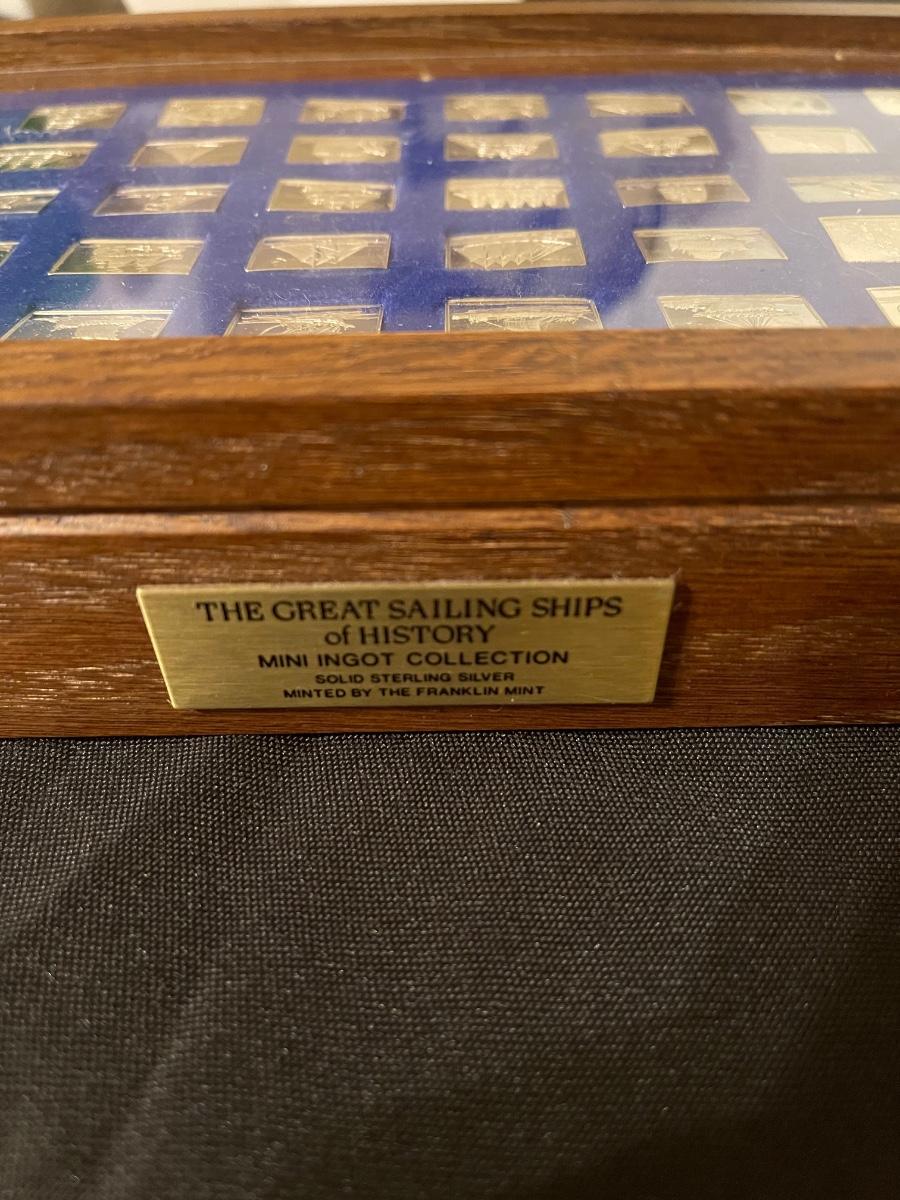 THE GREAT SAILING SHIPS
of HISTORY
MINI INGOT COLLECTION
SOLID STERLING SILVER
MINTED BY THE FRANKLIN MINT